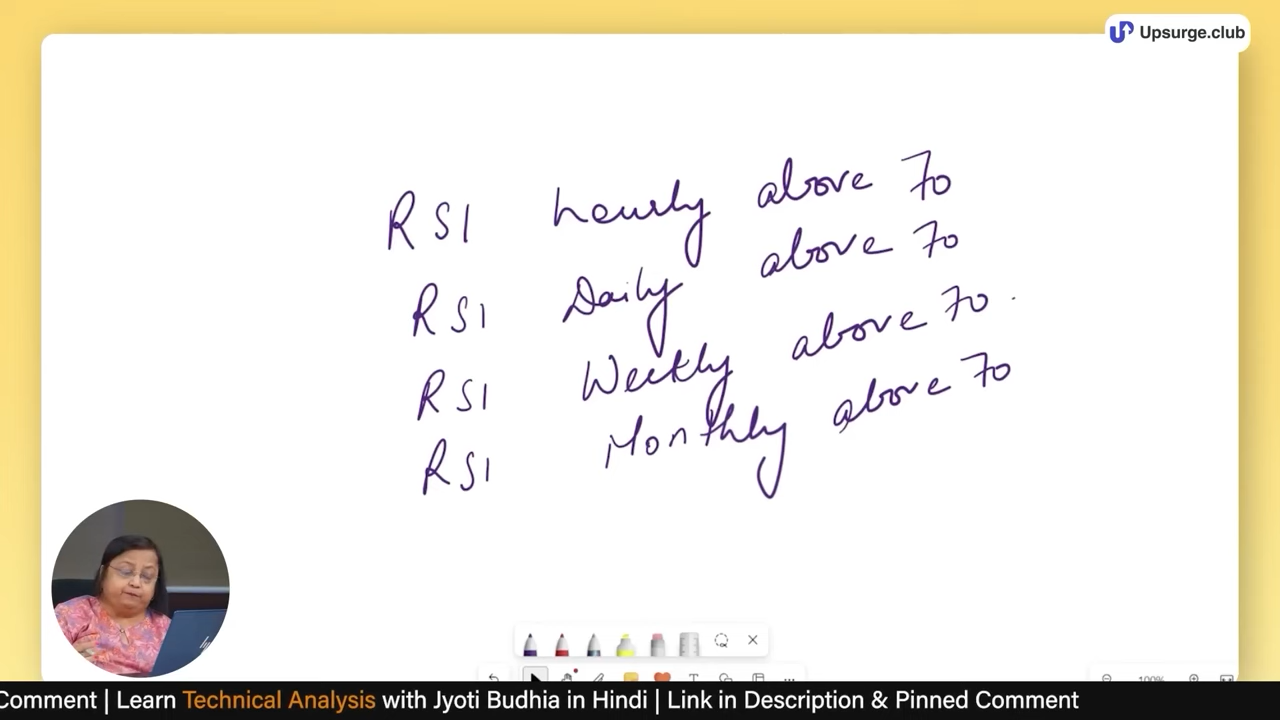 Upsurge.club
RSI hourly above 70
RSI Daily above 70
RSI Weekly above 70.
RSI Monthly above 70
100%
Comment | Learn Technical Analysis with Jyoti Budhia in Hindi | Link in Description & Pinned Comment